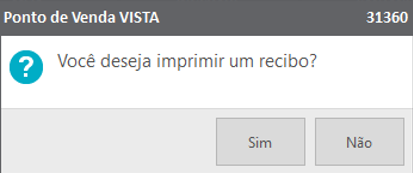 Ponto de Venda VISTA 31360
Você deseja imprimir um recibo?
Sim Não